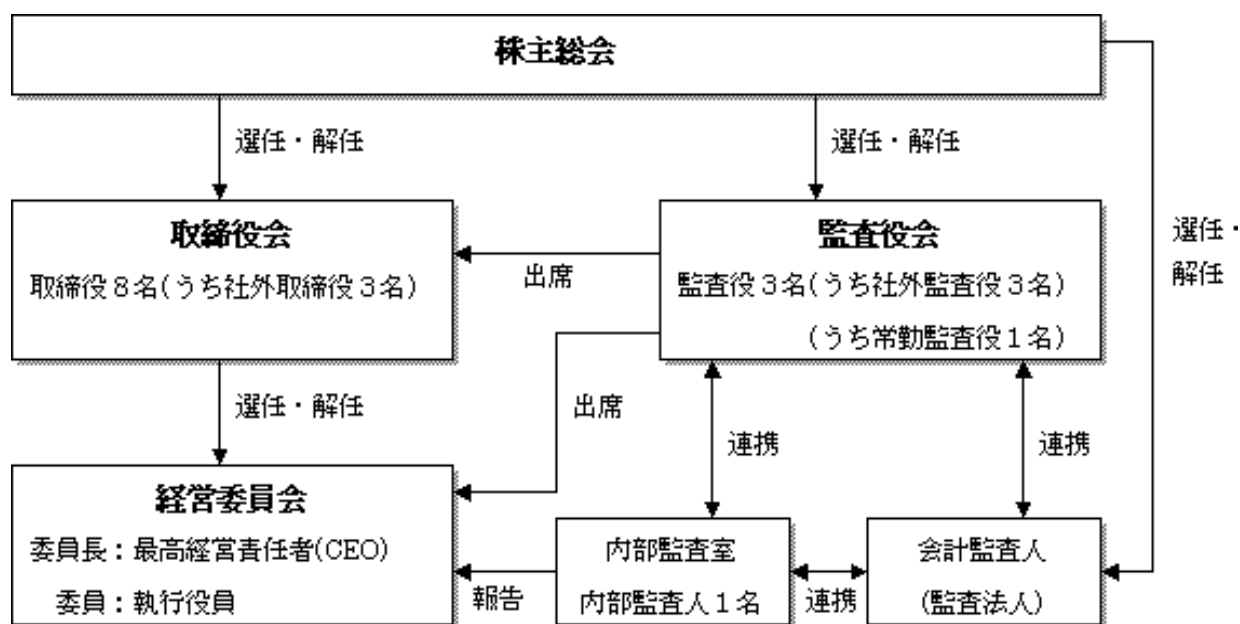 株主総会
選任・解任
選任・解任
選任・
解任
取締役会
取締役８名(うち社外取締役３名)
出席
監査役会
監査役３名(うち社外監査役３名)
(うち常勤監査役１名)
選任・解任
出席
連携
連携
経営委員会
委員長：最高経営責任者(CEO)
委員：執行役員
報告
内部監査室
内部監査人１名
連携
会計監査人
(監査法人)